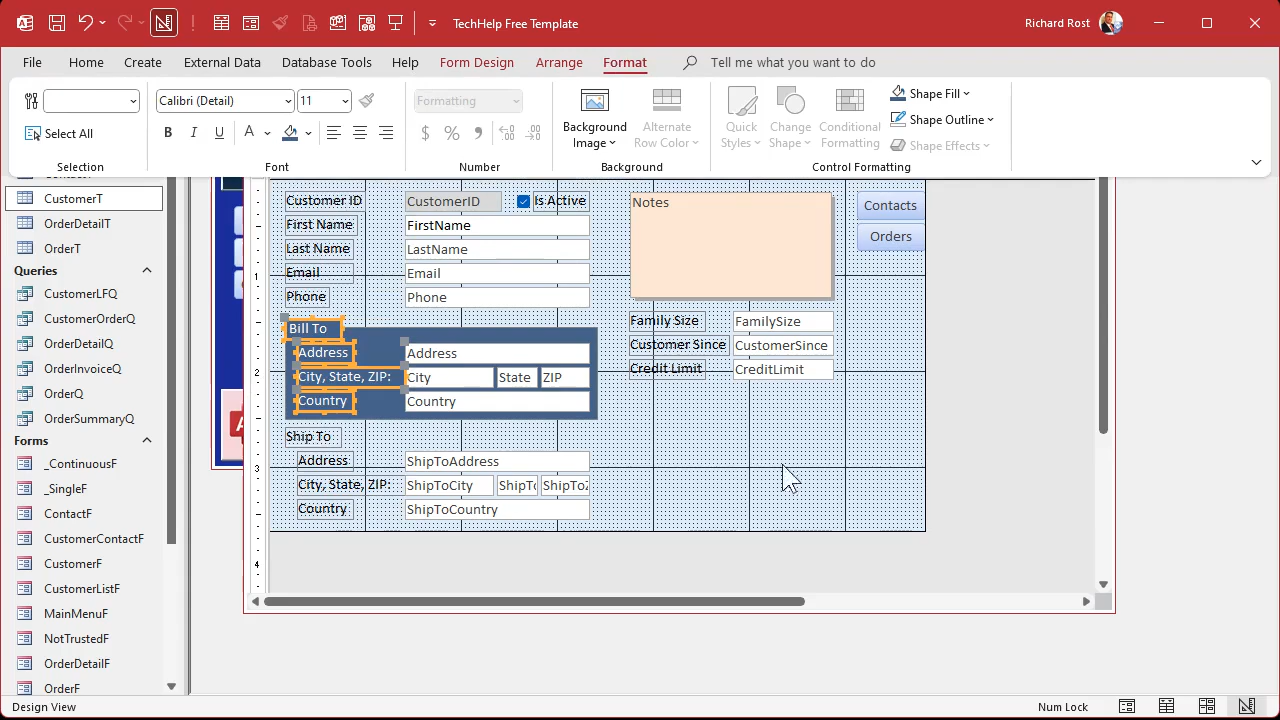 TechHelp Free Template
Richard Rost
File Home Create External Data Database Tools Help Form Design Arrange Format Tell me what you want to do
Select All
Selection
Calibri (Detail) 11
B I U A
Font
Formatting
$ % 9
Number
Background Image
Alternate Row Color
Background
Quick Styles
Change Shape
Conditional Formatting
Shape Fill
Shape Outline
Shape Effects
Control Formatting
CustomerT
OrderDetailT
OrderT
Queries
CustomerLFQ
CustomerOrderQ
OrderDetailQ
OrderInvoiceQ
OrderQ
OrderSummaryQ
Forms
_ContinuousF
_SingleF
ContactF
CustomerContactF
CustomerF
CustomerListF
MainMenuF
NotTrustedF
OrderDetailF
OrderF
1
2
3
4
Customer ID CustomerID Is Active
First Name FirstName
Last Name LastName
Email Email
Phone Phone
Bill To
Address Address
City, State, ZIP: City State ZIP
Country Country
Ship To
Address ShipToAddress
City, State, ZIP: ShipToCity
Country ShipToCountry
Notes
Family Size FamilySize
Customer Since CustomerSince
Credit Limit CreditLimit
Contacts
Orders
Design View
Num Lock